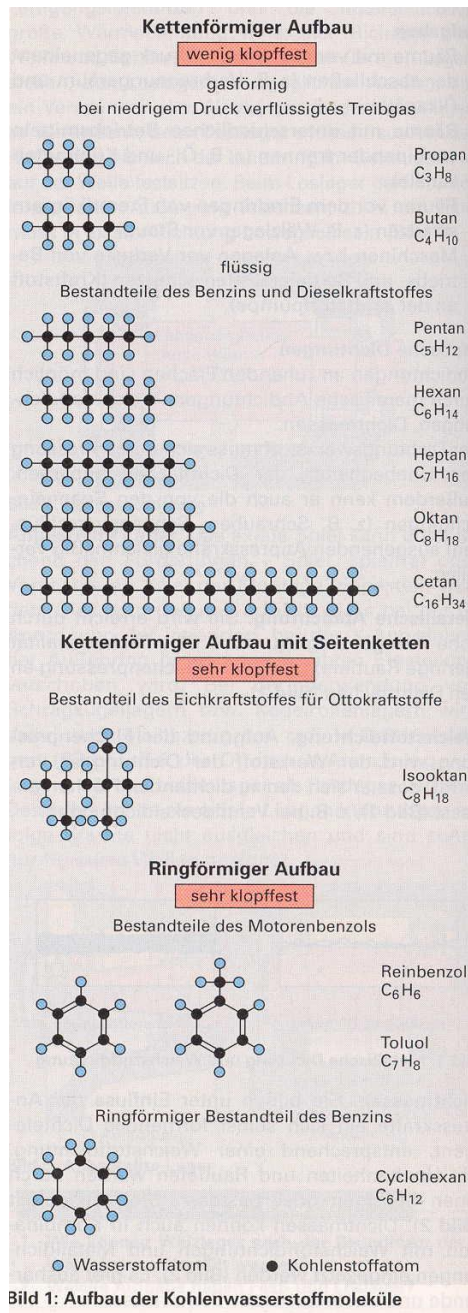 Kettenförmiger Aufbau
wenig klopffest
gasförmig
bei niedrigem Druck verflüssigtes Treibgas
Propan
C₃H₈
Butan
C₄H₁₀
flüssig
Bestandteile des Benzins und Dieselkraftstoffes
Pentan
C₅H₁₂
Hexan
C₆H₁₄
Heptan
C₇H₁₆
Oktan
C₈H₁₈
Cetan
C₁₆H₃₄
Kettenförmiger Aufbau mit Seitenketten
sehr klopffest
Bestandteil des Eichkraftstoffes für Ottokraftstoffe
Isooktan
C₈H₁₈
Ringförmiger Aufbau
sehr klopffest
Bestandteile des Motorenbenzols
Reinbenzol
C₆H₆
Toluol
C₇H₈
Ringförmiger Bestandteil des Benzins
Cyclohexan
C₆H₁₂
Wasserstoffatom
Kohlenstoffatom
Bild 1: Aufbau der Kohlenwasserstoffmoleküle